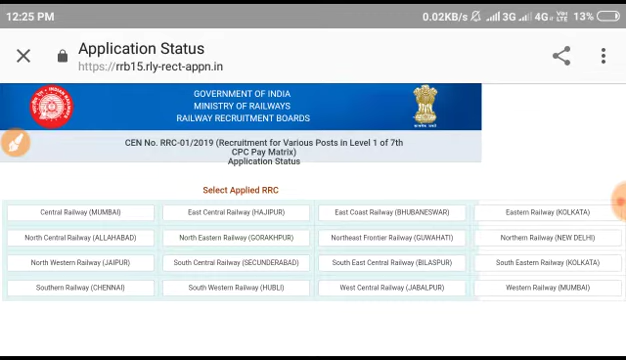 12:25 PM 0.02KB/s 3G 4G VoLTE 13%
Application Status
https://rrb15.rly-rect-appn.in
GOVERNMENT OF INDIA
MINISTRY OF RAILWAYS
RAILWAY RECRUITMENT BOARDS
CEN No. RRC-01/2019 (Recruitment for Various Posts in Level 1 of 7th
CPC Pay Matrix)
Application Status
Select Applied RRC
Central Railway (MUMBAI) East Central Railway (HAJIPUR) East Coast Railway (BHUBANESWAR) Eastern Railway (KOLKATA)
North Central Railway (ALLAHABAD) North Eastern Railway (GORAKHPUR) Northeast Frontier Railway (GUWAHATI) Northern Railway (NEW DELHI)
North Western Railway (JAIPUR) South Central Railway (SECUNDERABAD) South East Central Railway (BILASPUR) South Eastern Railway (KOLKATA)
Southern Railway (CHENNAI) South Western Railway (HUBLI) West Central Railway (JABALPUR) Western Railway (MUMBAI)